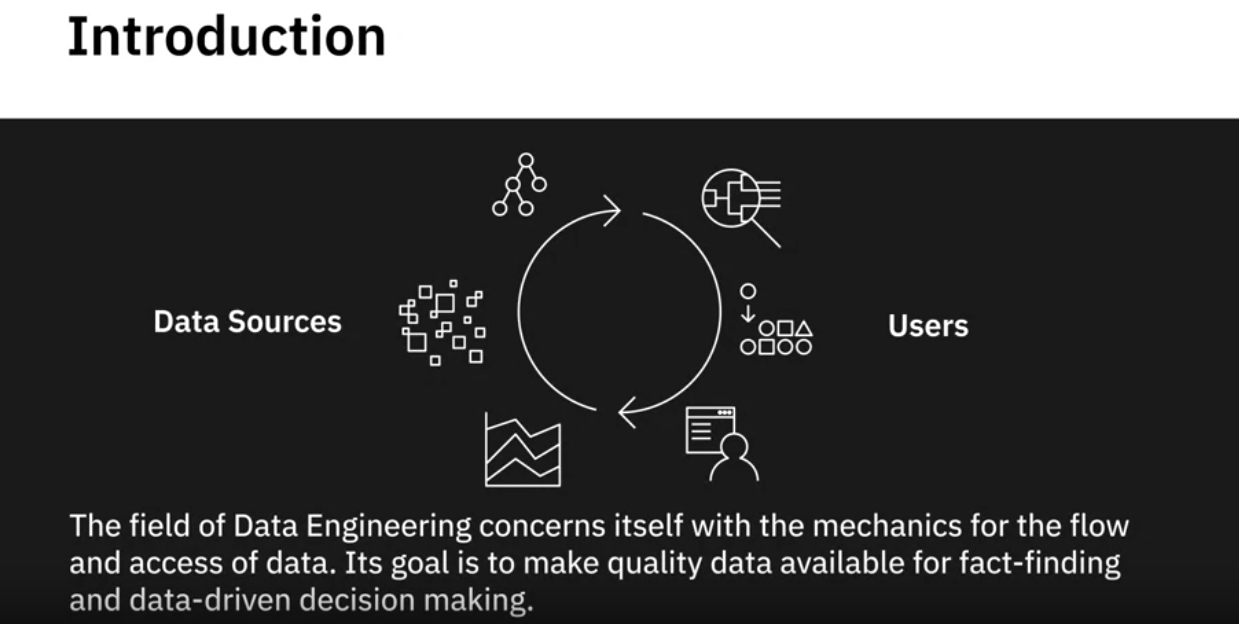 Introduction
Data Sources
Users
The field of Data Engineering concerns itself with the mechanics for the flow
and access of data. Its goal is to make quality data available for fact-finding
and data-driven decision making.